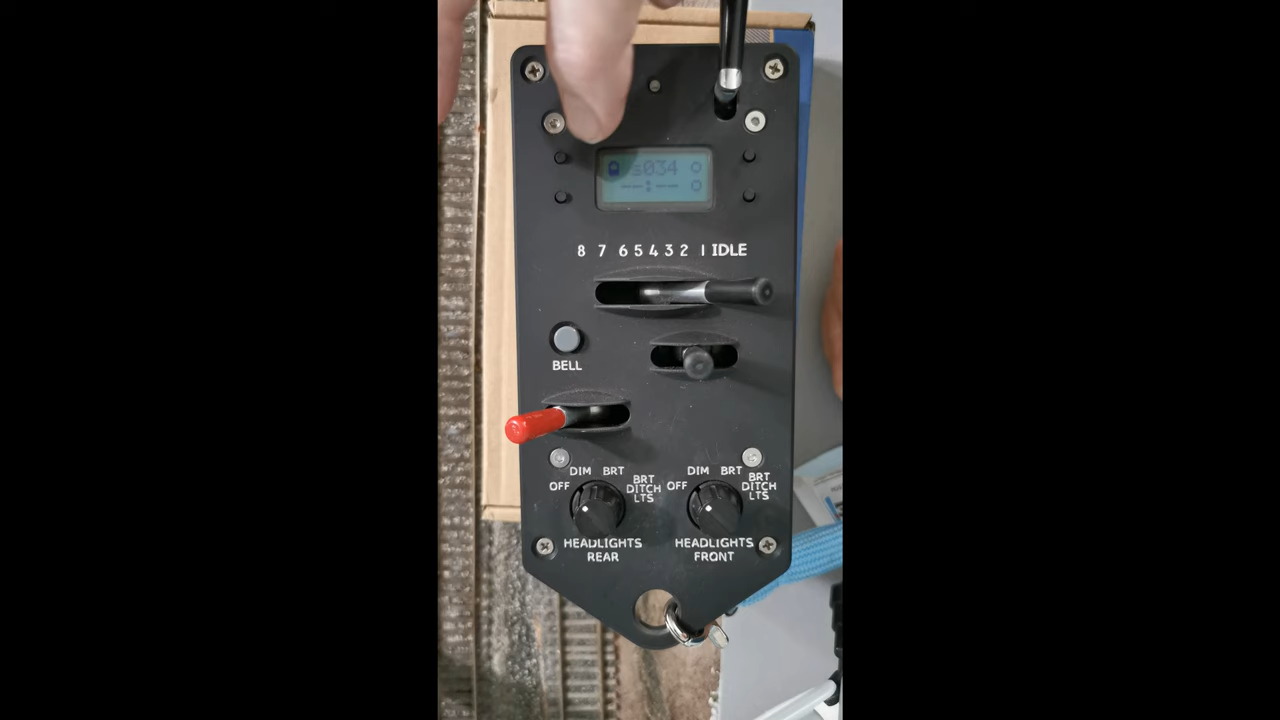 s034
8 7 6 5 4 3 2 1 IDLE
BELL
OFF DIM BRT BRT DITCH LTS
HEADLIGHTS
REAR
OFF DIM BRT BRT DITCH LTS
HEADLIGHTS
FRONT